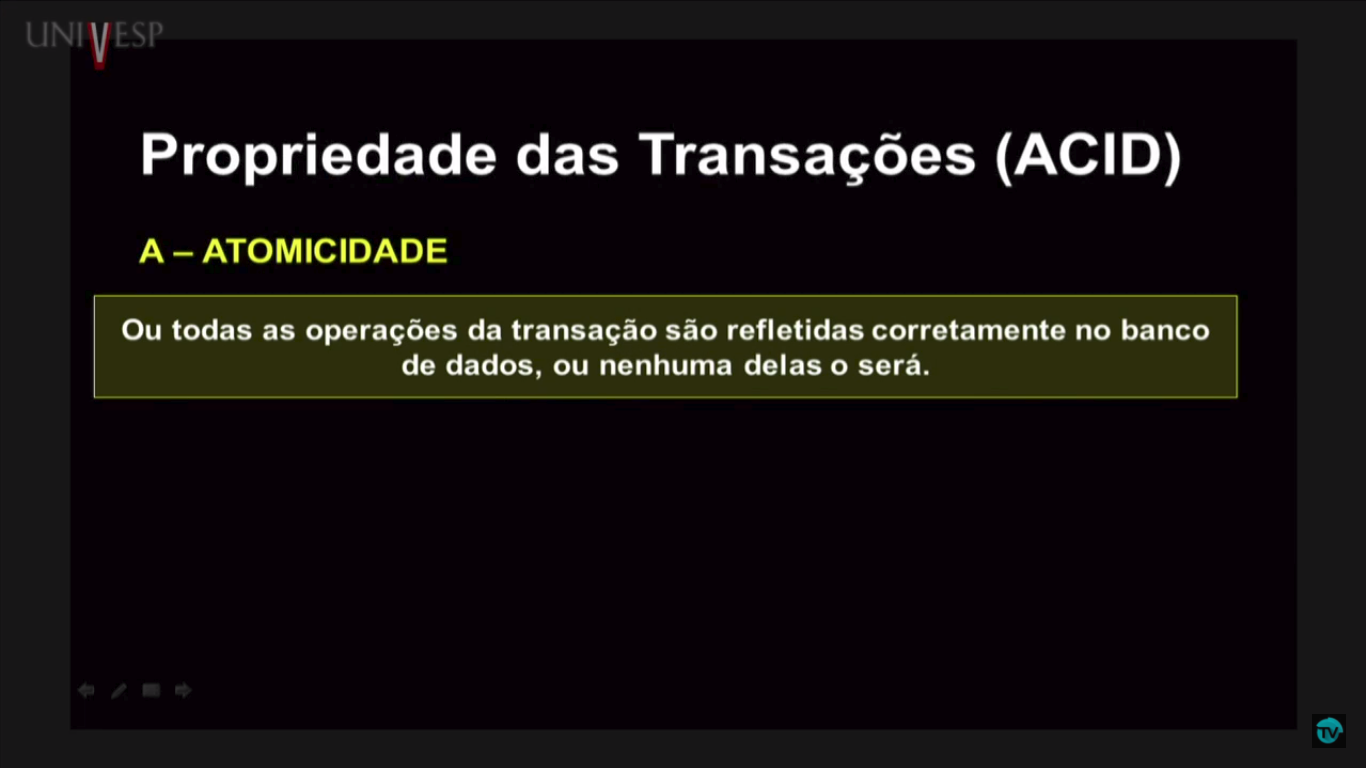 UNIVESP
Propriedade das Transações (ACID)
A – ATOMICIDADE
Ou todas as operações da transação são refletidas corretamente no banco
de dados, ou nenhuma delas o será.
TV